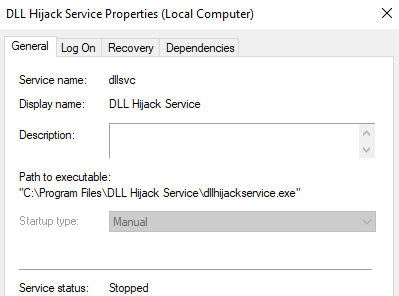 DLL Hijack Service Properties (Local Computer)
General Log On Recovery Dependencies
Service name: dllsvc
Display name: DLL Hijack Service
Description:
Path to executable:
"C:\Program Files\DLL Hijack Service\dllhijackservice.exe"
Startup type: Manual
Service status: Stopped